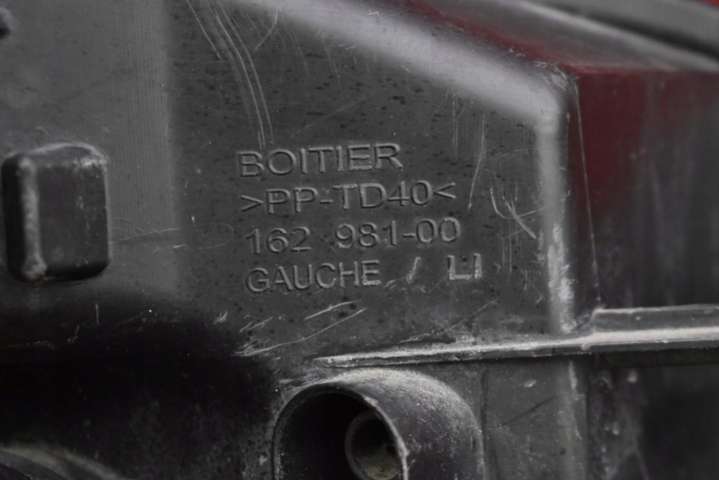 BOITIER
>PP-TD40<
162 981-00
GAUCHE / LI